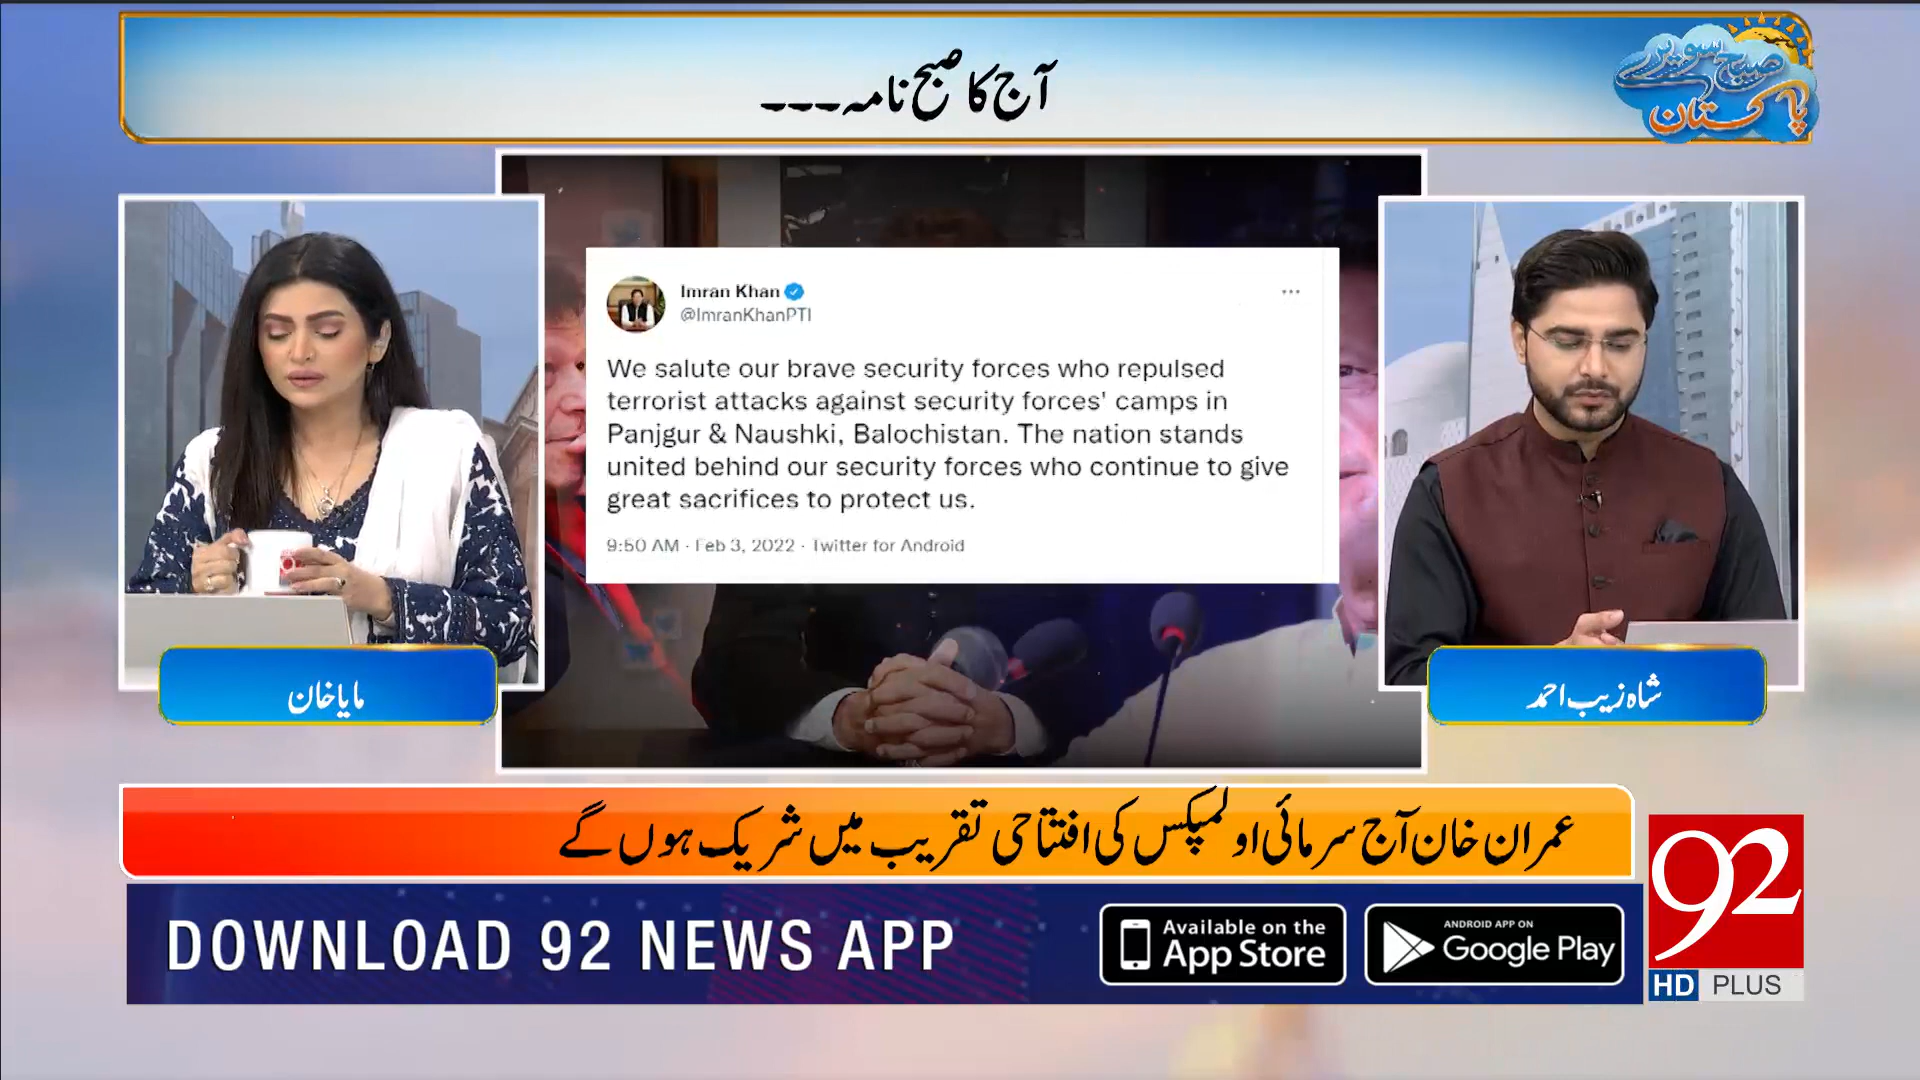 آج کا صبح نامہ ۔۔۔
صبح سویرے
پاکستان
Imran Khan
@ImranKhanPTI
We salute our brave security forces who repulsed
terrorist attacks against security forces' camps in
Panjgur & Naushki, Balochistan. The nation stands
united behind our security forces who continue to give
great sacrifices to protect us.
9:50 AM · Feb 3, 2022 · Twitter for Android
مایا خان
شاہ زیب احمد
عمران خان آج سرمائی اولمپکس کی افتتاحی تقریب میں شریک ہوں گے
DOWNLOAD 92 NEWS APP
Available on the
App Store
ANDROID APP ON
Google Play
92
HD PLUS